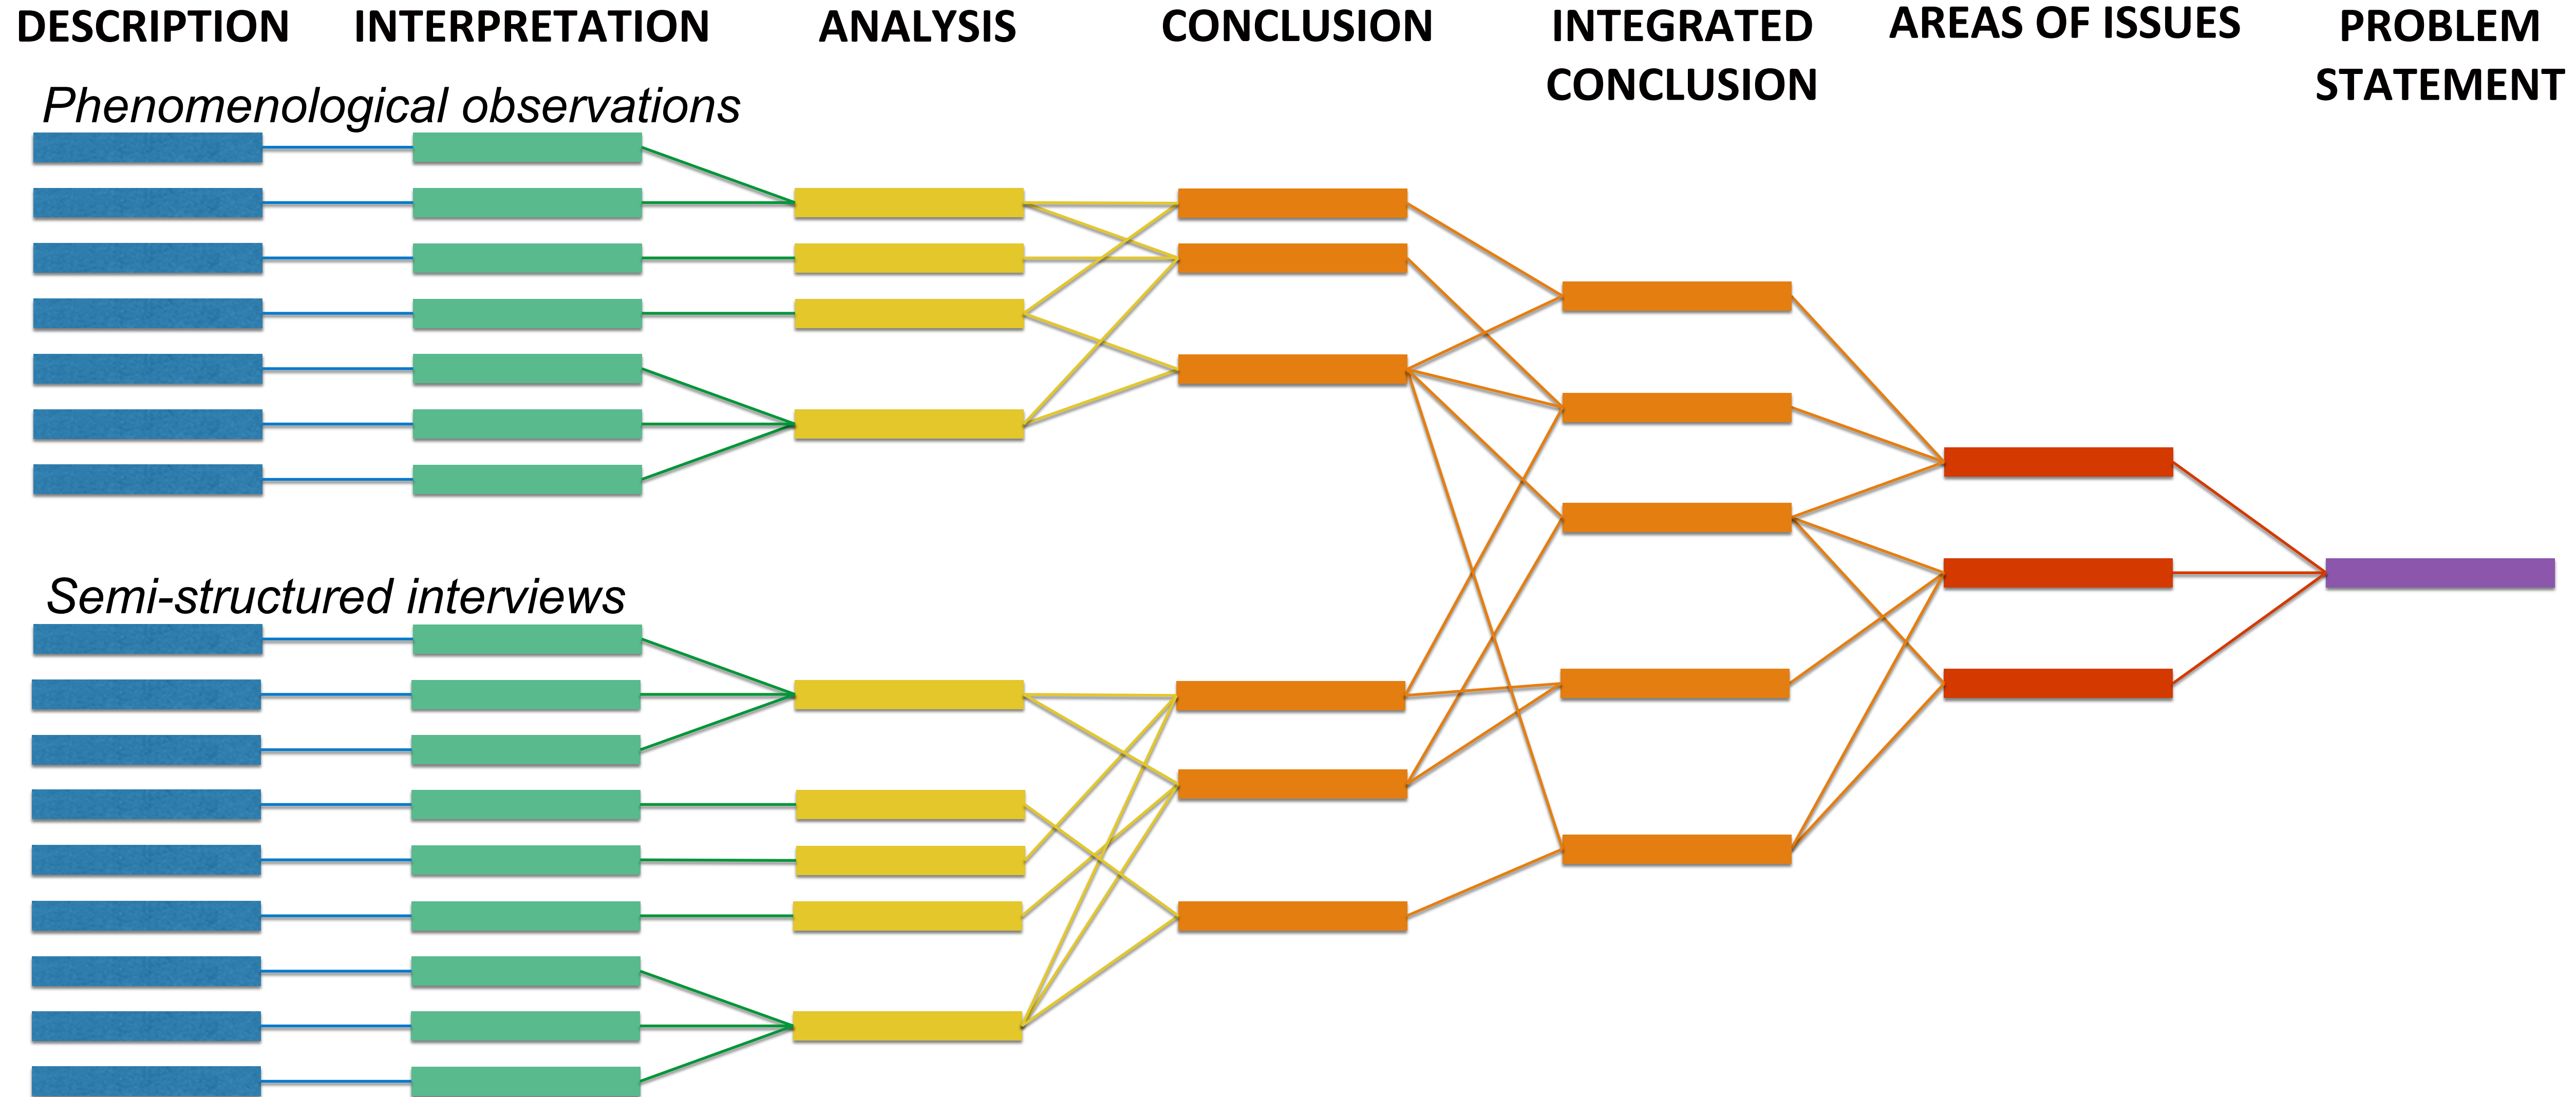 DESCRIPTION
INTERPRETATION
ANALYSIS
CONCLUSION
INTEGRATED
CONCLUSION
AREAS OF ISSUES
PROBLEM
STATEMENT
Phenomenological observations
Semi-structured interviews